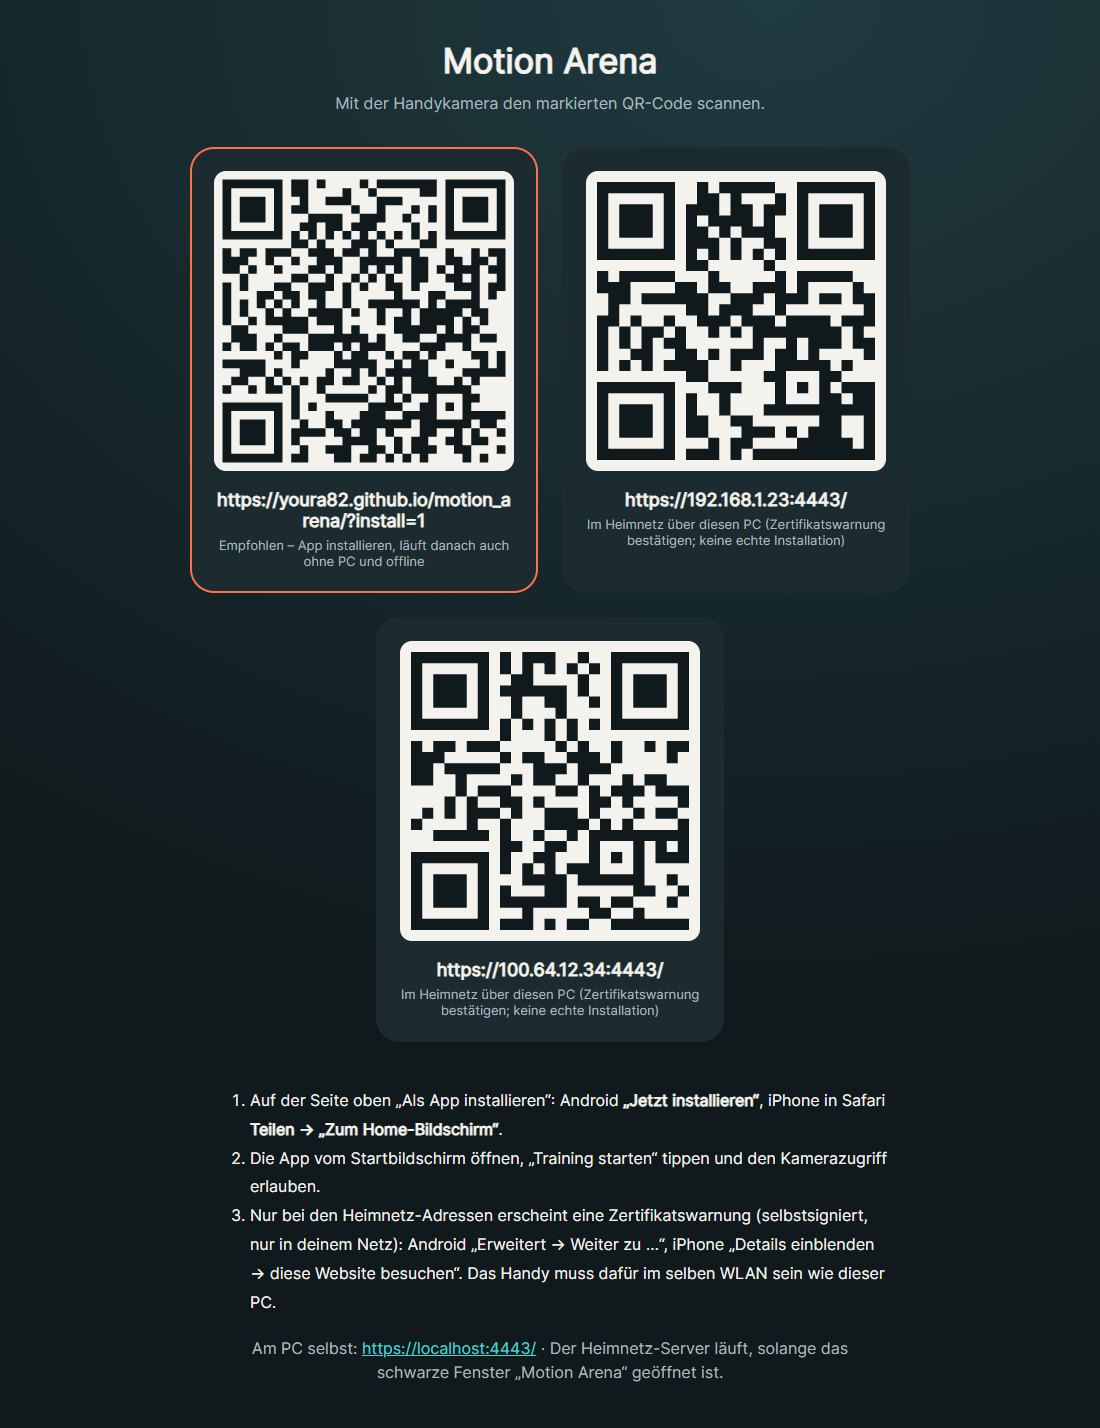 Motion Arena
Mit der Handykamera den markierten QR-Code scannen.
https://youra82.github.io/motion_a
rena/?install=1
Empfohlen – App installieren, läuft danach auch
ohne PC und offline
https://192.168.1.23:4443/
Im Heimnetz über diesen PC (Zertifikatswarnung
bestätigen; keine echte Installation)
https://100.64.12.34:4443/
Im Heimnetz über diesen PC (Zertifikatswarnung
bestätigen; keine echte Installation)
1. Auf der Seite oben „Als App installieren“: Android „Jetzt installieren“, iPhone in Safari
Teilen → „Zum Home-Bildschirm“.
2. Die App vom Startbildschirm öffnen, „Training starten“ tippen und den Kamerazugriff
erlauben.
3. Nur bei den Heimnetz-Adressen erscheint eine Zertifikatswarnung (selbstsigniert,
nur in deinem Netz): Android „Erweitert → Weiter zu …“, iPhone „Details einblenden
→ diese Website besuchen“. Das Handy muss dafür im selben WLAN sein wie dieser
PC.
Am PC selbst: https://localhost:4443/ · Der Heimnetz-Server läuft, solange das
schwarze Fenster „Motion Arena“ geöffnet ist.